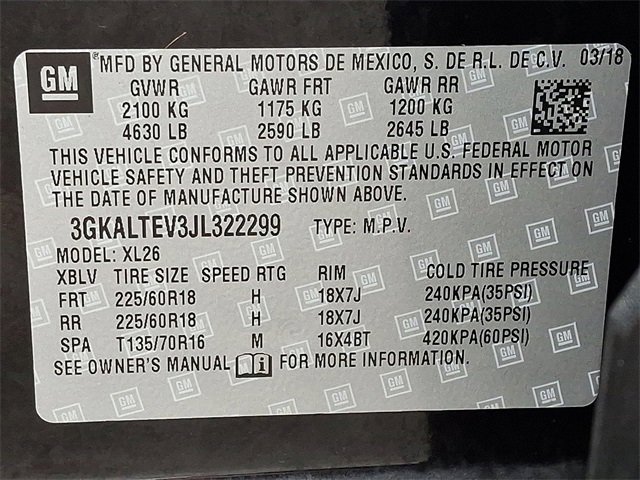 GM ® MFD BY GENERAL MOTORS DE MEXICO, S. DE R.L. DE C.V. 03/18
GVWR GAWR FRT GAWR RR
2100 KG 1175 KG 1200 KG
4630 LB 2590 LB 2645 LB
THIS VEHICLE CONFORMS TO ALL APPLICABLE U.S. FEDERAL MOTOR
VEHICLE SAFETY AND THEFT PREVENTION STANDARDS IN EFFECT ON
THE DATE OF MANUFACTURE SHOWN ABOVE.
3GKALTEV3JL322299 TYPE: M.P.V.
MODEL: XL26
XBLV TIRE SIZE SPEED RTG RIM COLD TIRE PRESSURE
FRT 225/60R18 H 18X7J 240KPA(35PSI)
RR 225/60R18 H 18X7J 240KPA(35PSI)
SPA T135/70R16 M 16X4BT 420KPA(60PSI)
SEE OWNER'S MANUAL FOR MORE INFORMATION.